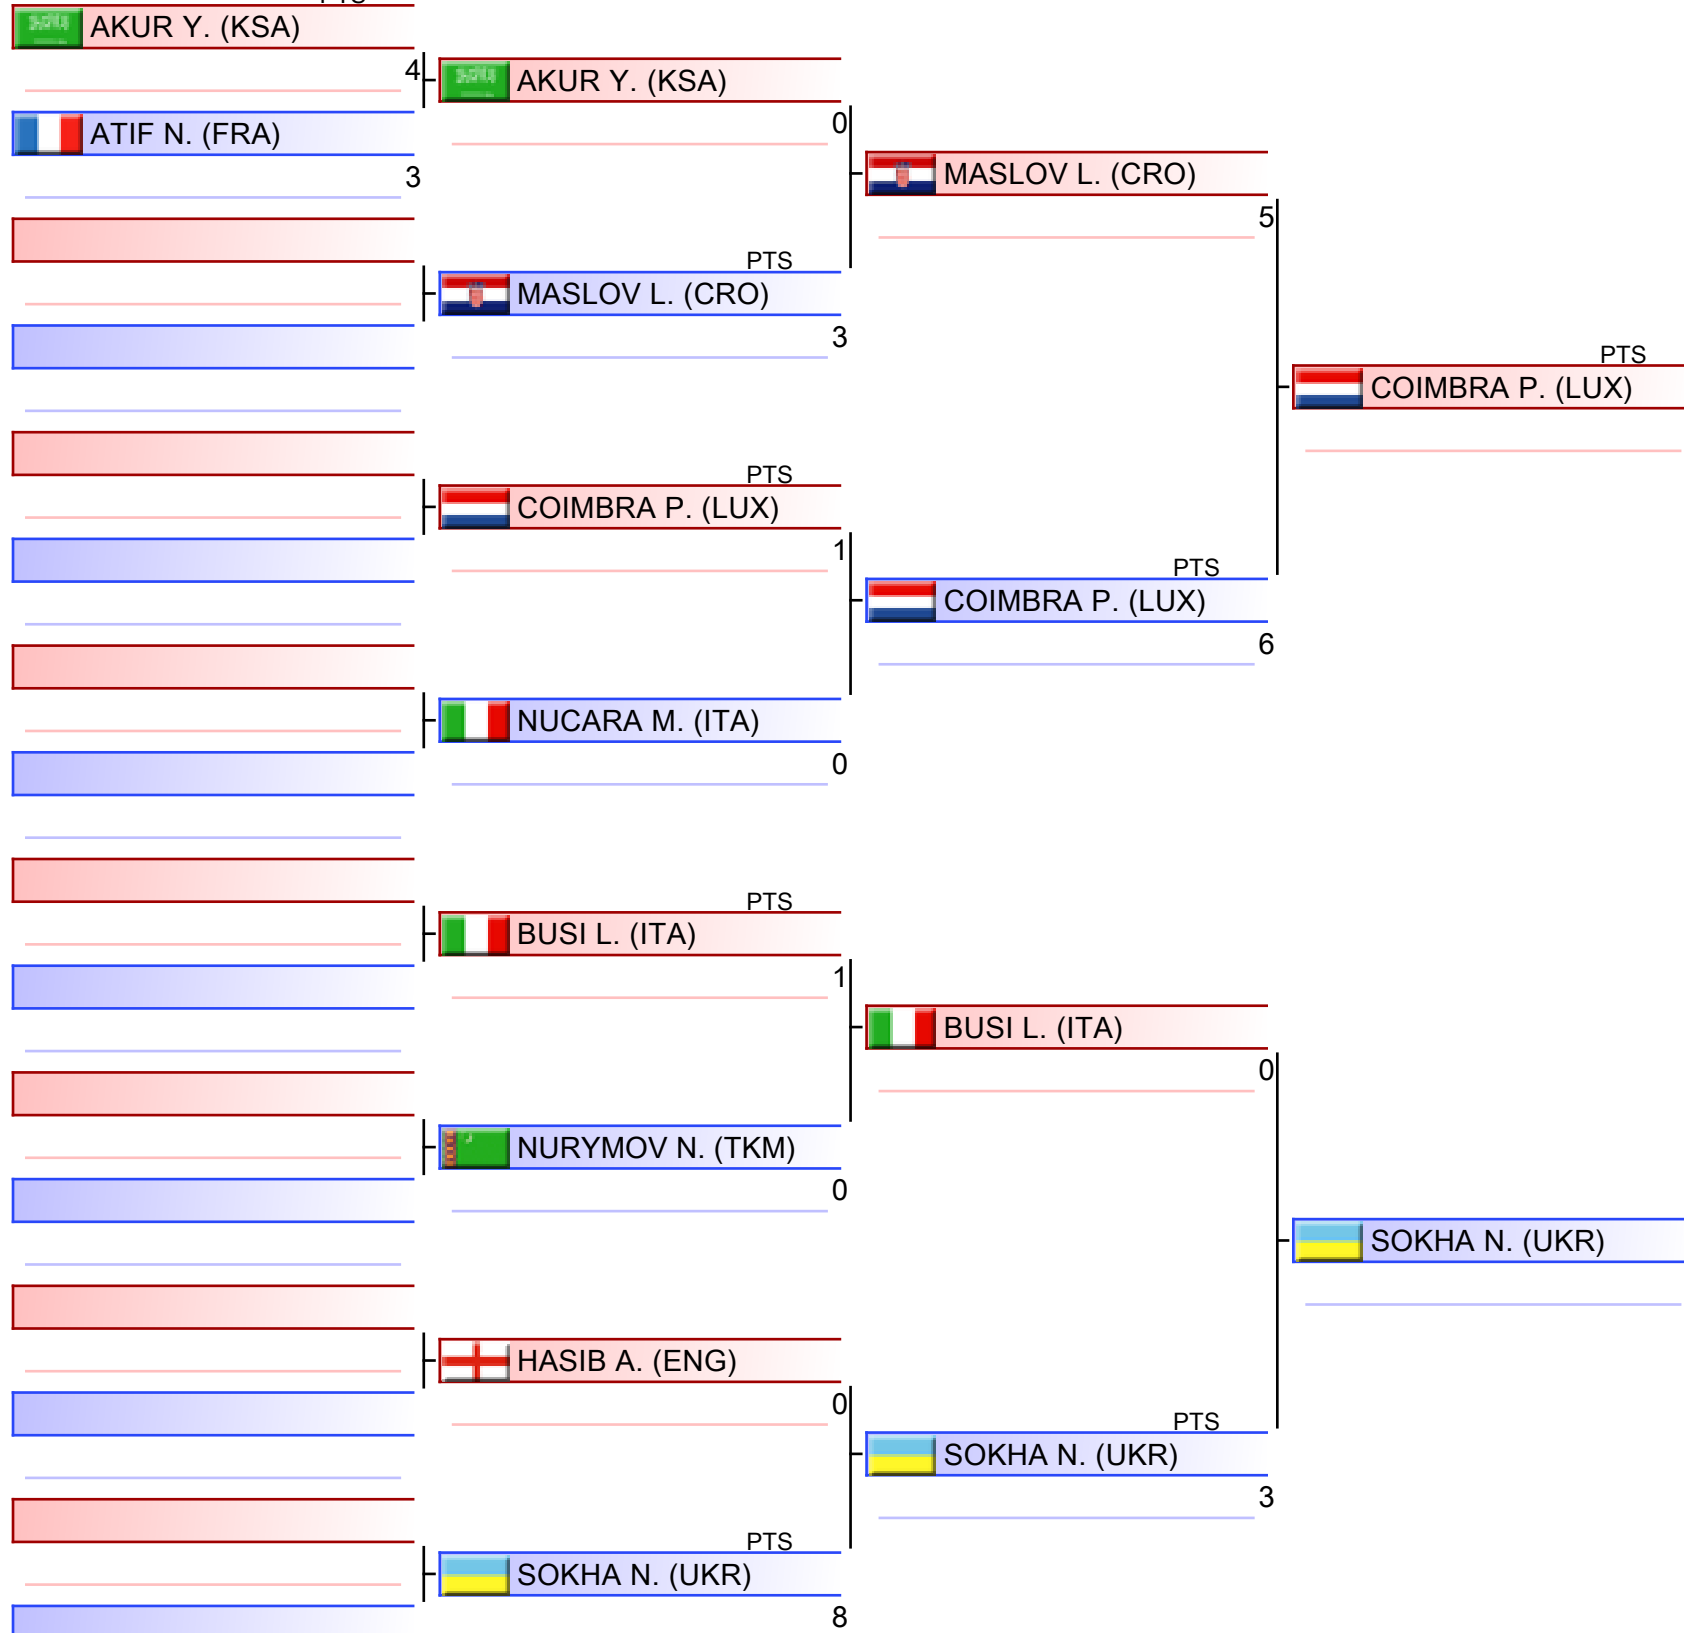 PTS
AKUR Y. (KSA)
4
ATIF N. (FRA)
3
AKUR Y. (KSA)
0
PTS
MASLOV L. (CRO)
3
PTS
COIMBRA P. (LUX)
1
NUCARA M. (ITA)
0
PTS
BUSI L. (ITA)
1
NURYMOV N. (TKM)
0
HASIB A. (ENG)
0
PTS
SOKHA N. (UKR)
8
MASLOV L. (CRO)
5
PTS
COIMBRA P. (LUX)
6
BUSI L. (ITA)
0
PTS
SOKHA N. (UKR)
3
PTS
COIMBRA P. (LUX)
SOKHA N. (UKR)